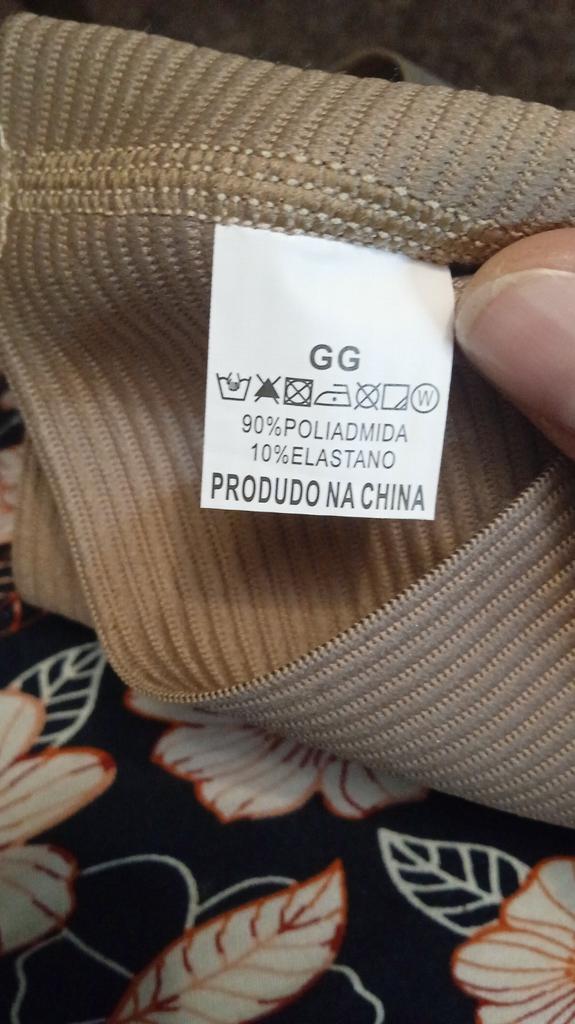 GG
W
90%POLIADMIDA
10%ELASTANO
PRODUDO NA CHINA